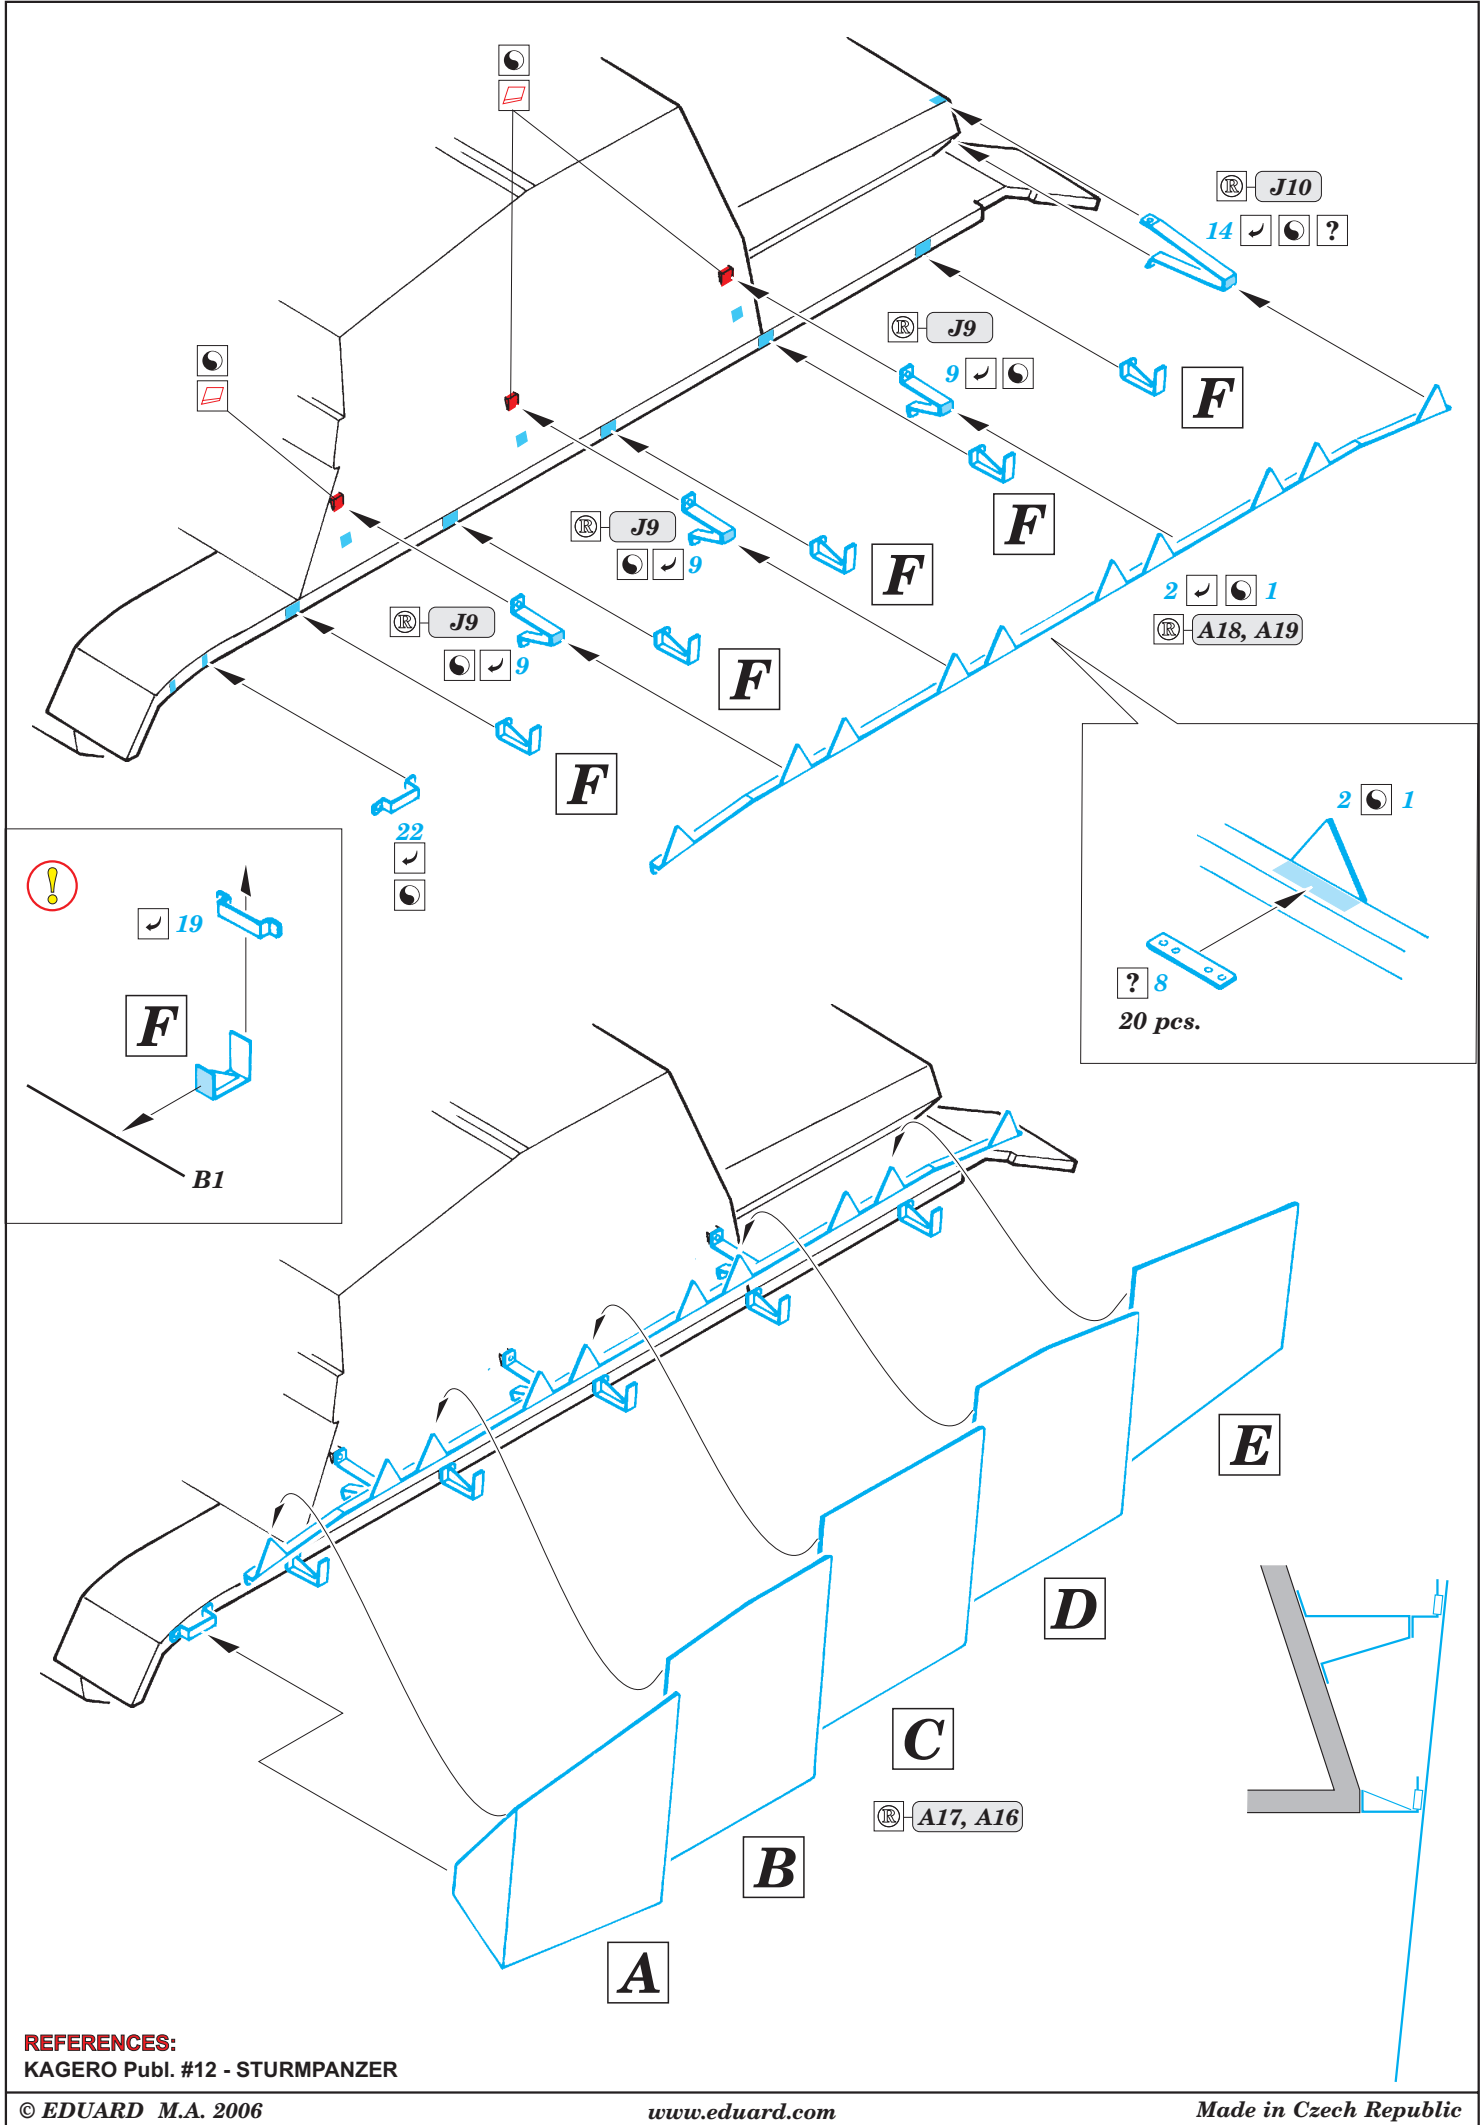 ® J10
14 ?
® J9
9
F
F
® J9
9
F
2 1
® A18, A19
® J9
9
F
F
22
2 1
? 8
20 pcs.
!
19
F
B1
E
D
C
® A17, A16
B
A
REFERENCES:
KAGERO Publ. #12 - STURMPANZER
© EDUARD M.A. 2006 www.eduard.com Made in Czech Republic